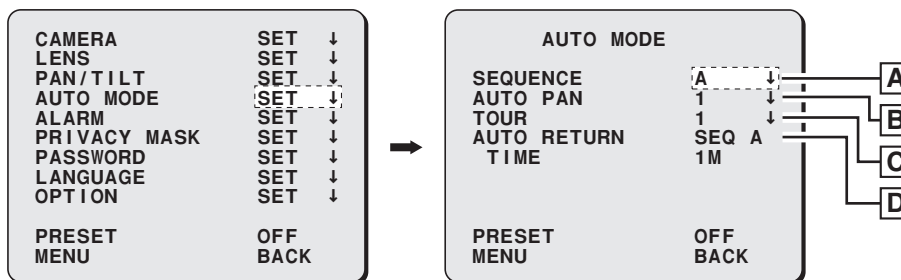 CAMERA SET ↓
LENS SET ↓
PAN/TILT SET ↓
AUTO MODE SET ↓
ALARM SET ↓
PRIVACY MASK SET ↓
PASSWORD SET ↓
LANGUAGE SET ↓
OPTION SET ↓
PRESET OFF
MENU BACK
AUTO MODE
SEQUENCE A ↓
AUTO PAN 1 ↓
TOUR 1 ↓
AUTO RETURN SEQ A
TIME 1M
PRESET OFF
MENU BACK
A
B
C
D